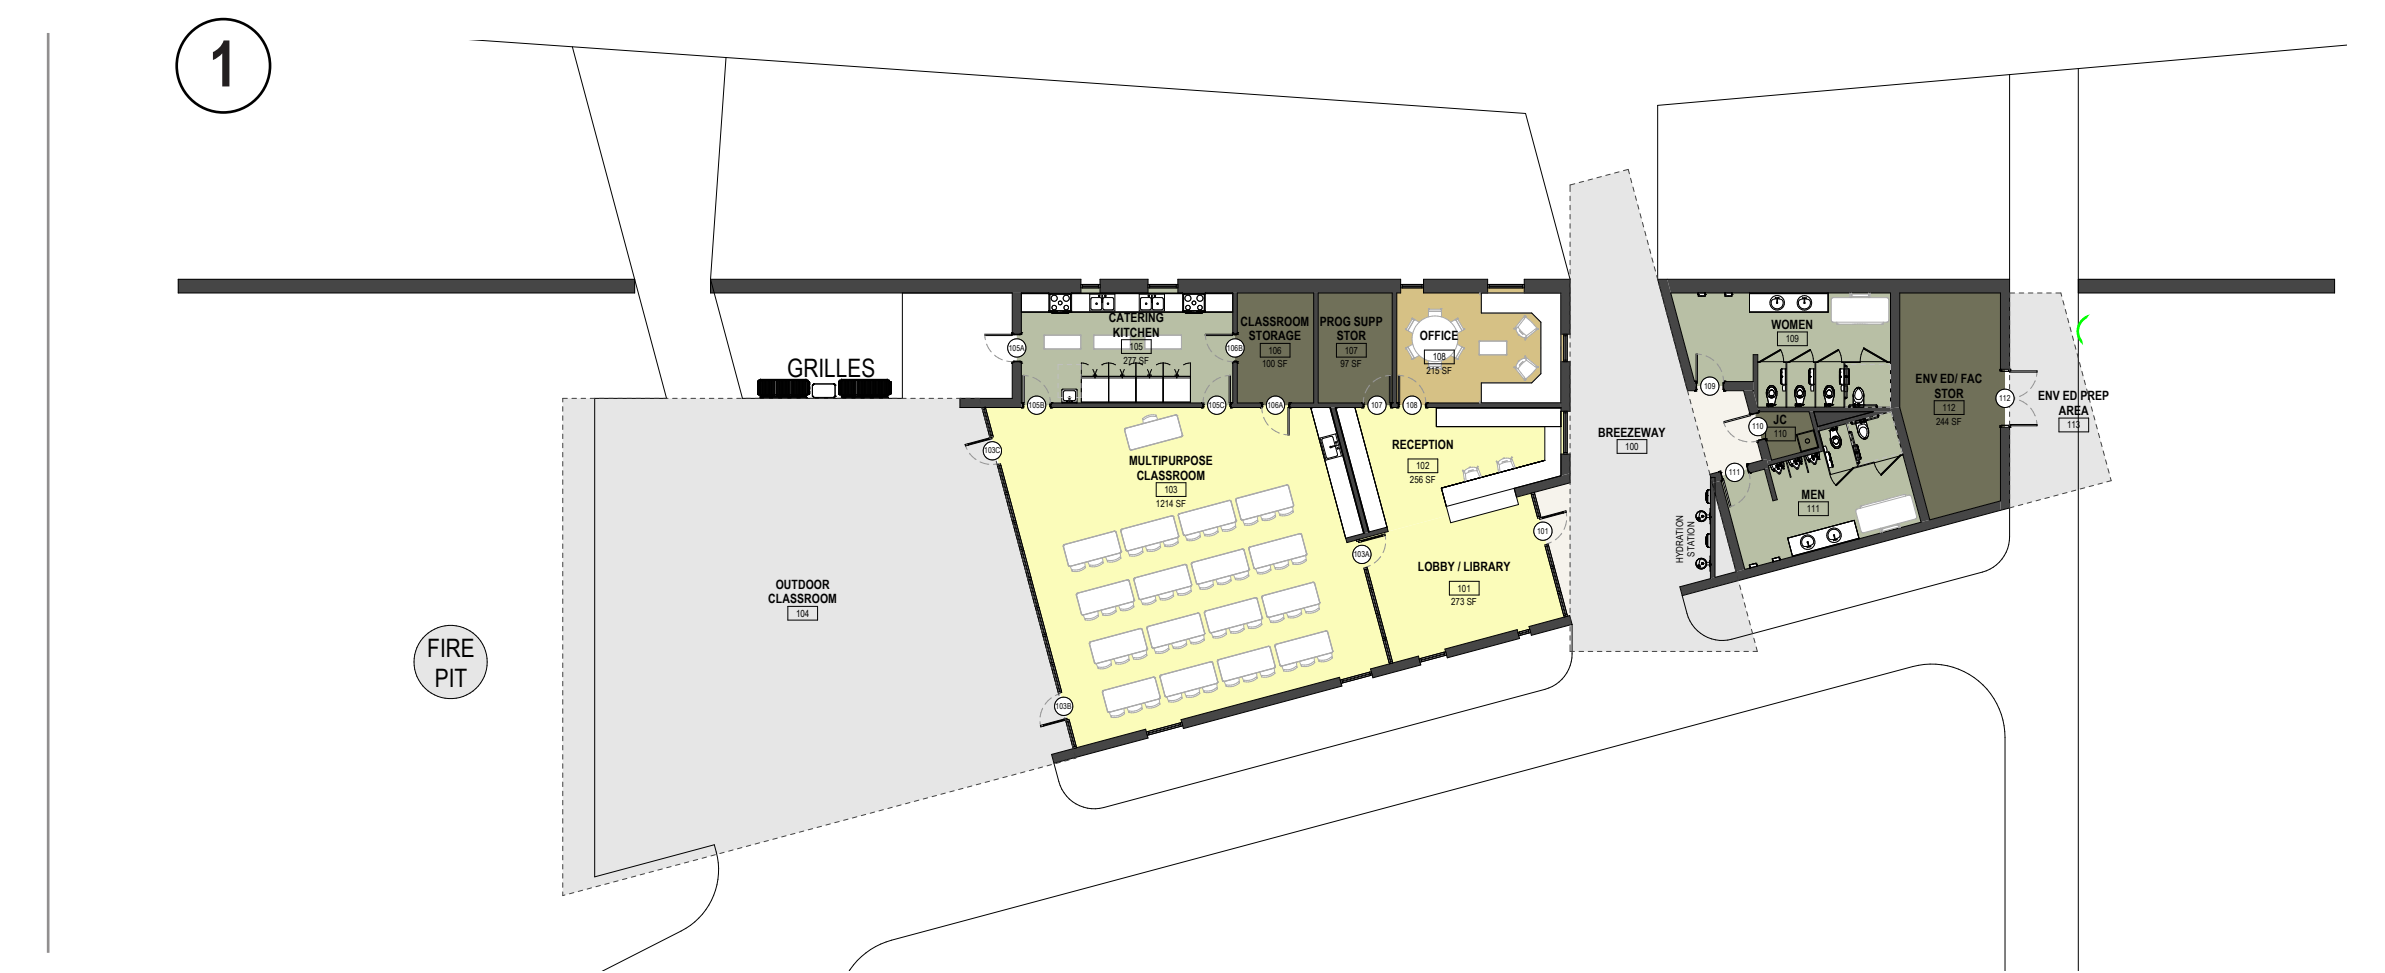 1
GRILLES
FIRE
PIT
OUTDOOR
CLASSROOM
104
CATERING
KITCHEN
105
277 SF
105A
105B
105C
106B
CLASSROOM
STORAGE
106
100 SF
106A
PROG SUPP
STOR
107
97 SF
107
OFFICE
108
215 SF
108
MULTIPURPOSE
CLASSROOM
103
1214 SF
103C
103B
103A
RECEPTION
102
256 SF
LOBBY / LIBRARY
101
273 SF
101
BREEZEWAY
100
HYDRATION
STATION
WOMEN
109
109
JC
110
110
111
MEN
111
ENV ED/ FAC
STOR
112
244 SF
112
ENV ED PREP
AREA
113